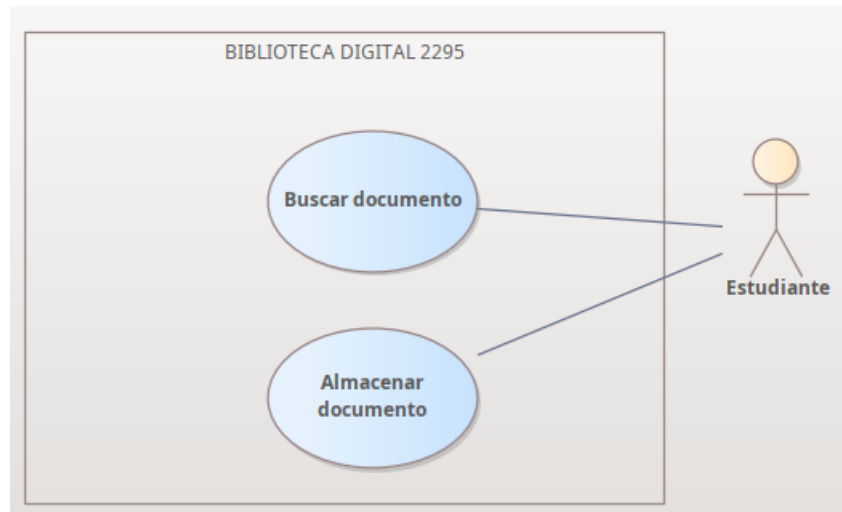 BIBLIOTECA DIGITAL 2295
Buscar documento
Estudiante
Almacenar
documento